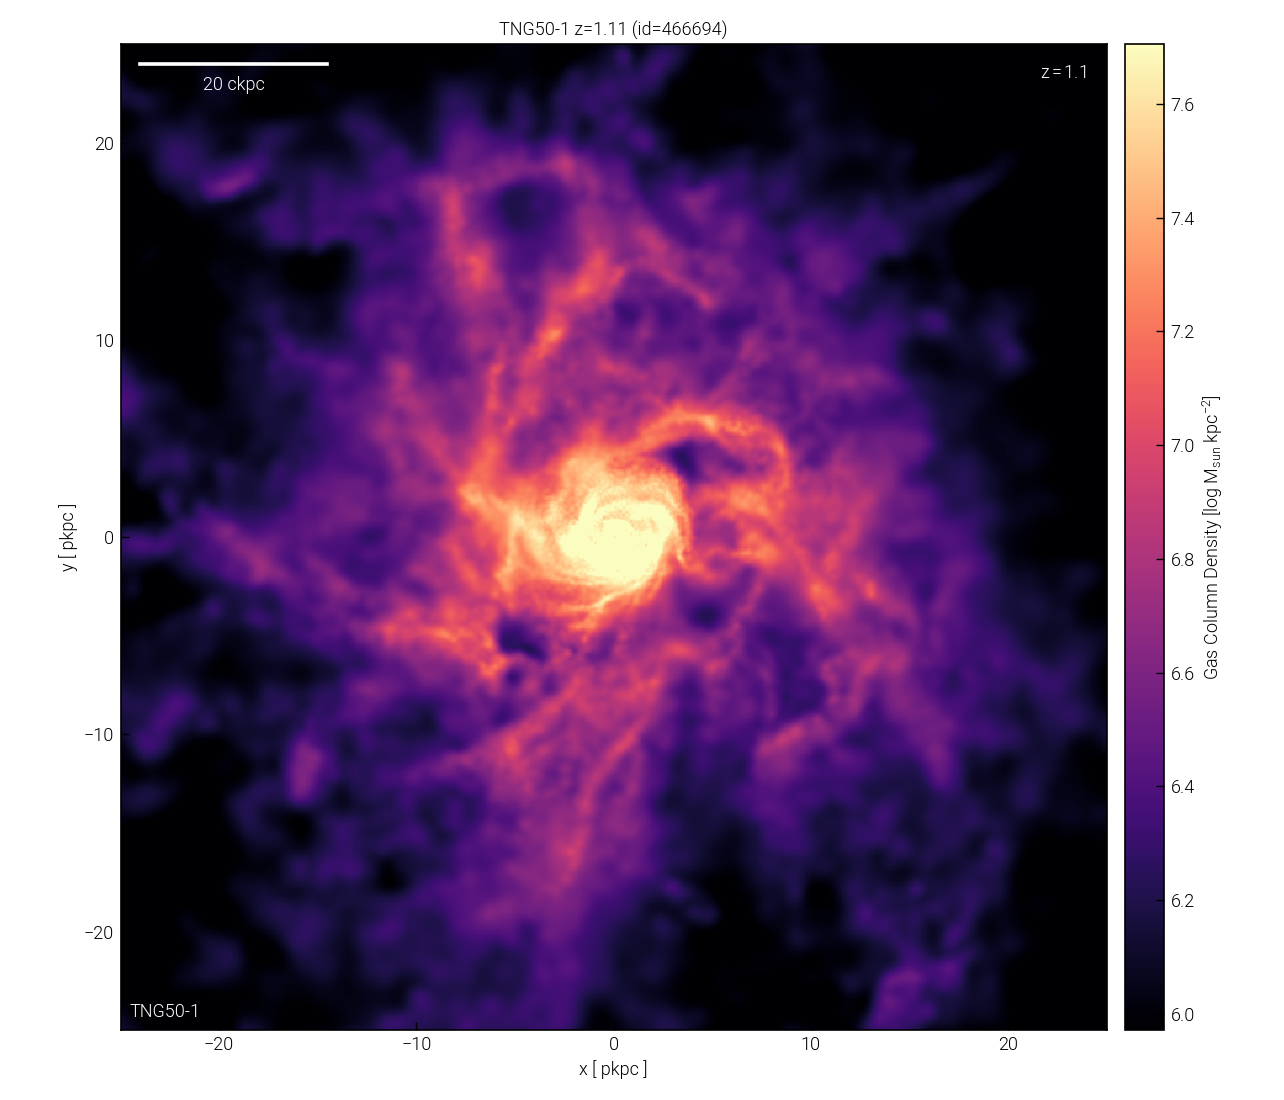 TNG50-1 z=1.11 (id=466694)
20 ckpc
z = 1.1
TNG50-1
20
10
0
−10
−20
y [ pkpc ]
−20
−10
0
10
20
x [ pkpc ]
7.6
7.4
7.2
7.0
6.8
6.6
6.4
6.2
6.0
Gas Column Density [log M_sun kpc⁻²]